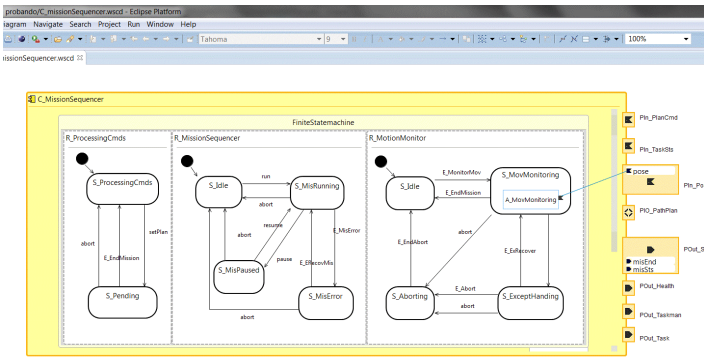 probando/C_missionSequencer.wscd - Eclipse Platform
iagram Navigate Search Project Run Window Help
Tahoma 9 100%
issionSequencer.wscd
C_MissionSequencer
FiniteStatemachine
R_ProcessingCmds
S_ProcessingCmds
setPlan
abort
E_EndMission
S_Pending
R_MissionSequencer
S_Idle
run
S_MisRunning
abort
resume
E_MisError
abort
pause
E_ERecovMis
S_MisPaused
S_MisError
abort
R_MotionMonitor
S_Idle
E_MonitorMov
S_MovMonitoring
E_EndMission
A_MovMonitoring
abort
E_EndAbort
E_ExRecover
E_Abort
S_Aborting
S_ExceptHanding
abort
PIn_PlanCmd
PIn_TaskSts
pose
PIn_Po
PIO_PathPlan
POut_S
misEnd
misSts
POut_Health
POut_Taskman
POut_Task